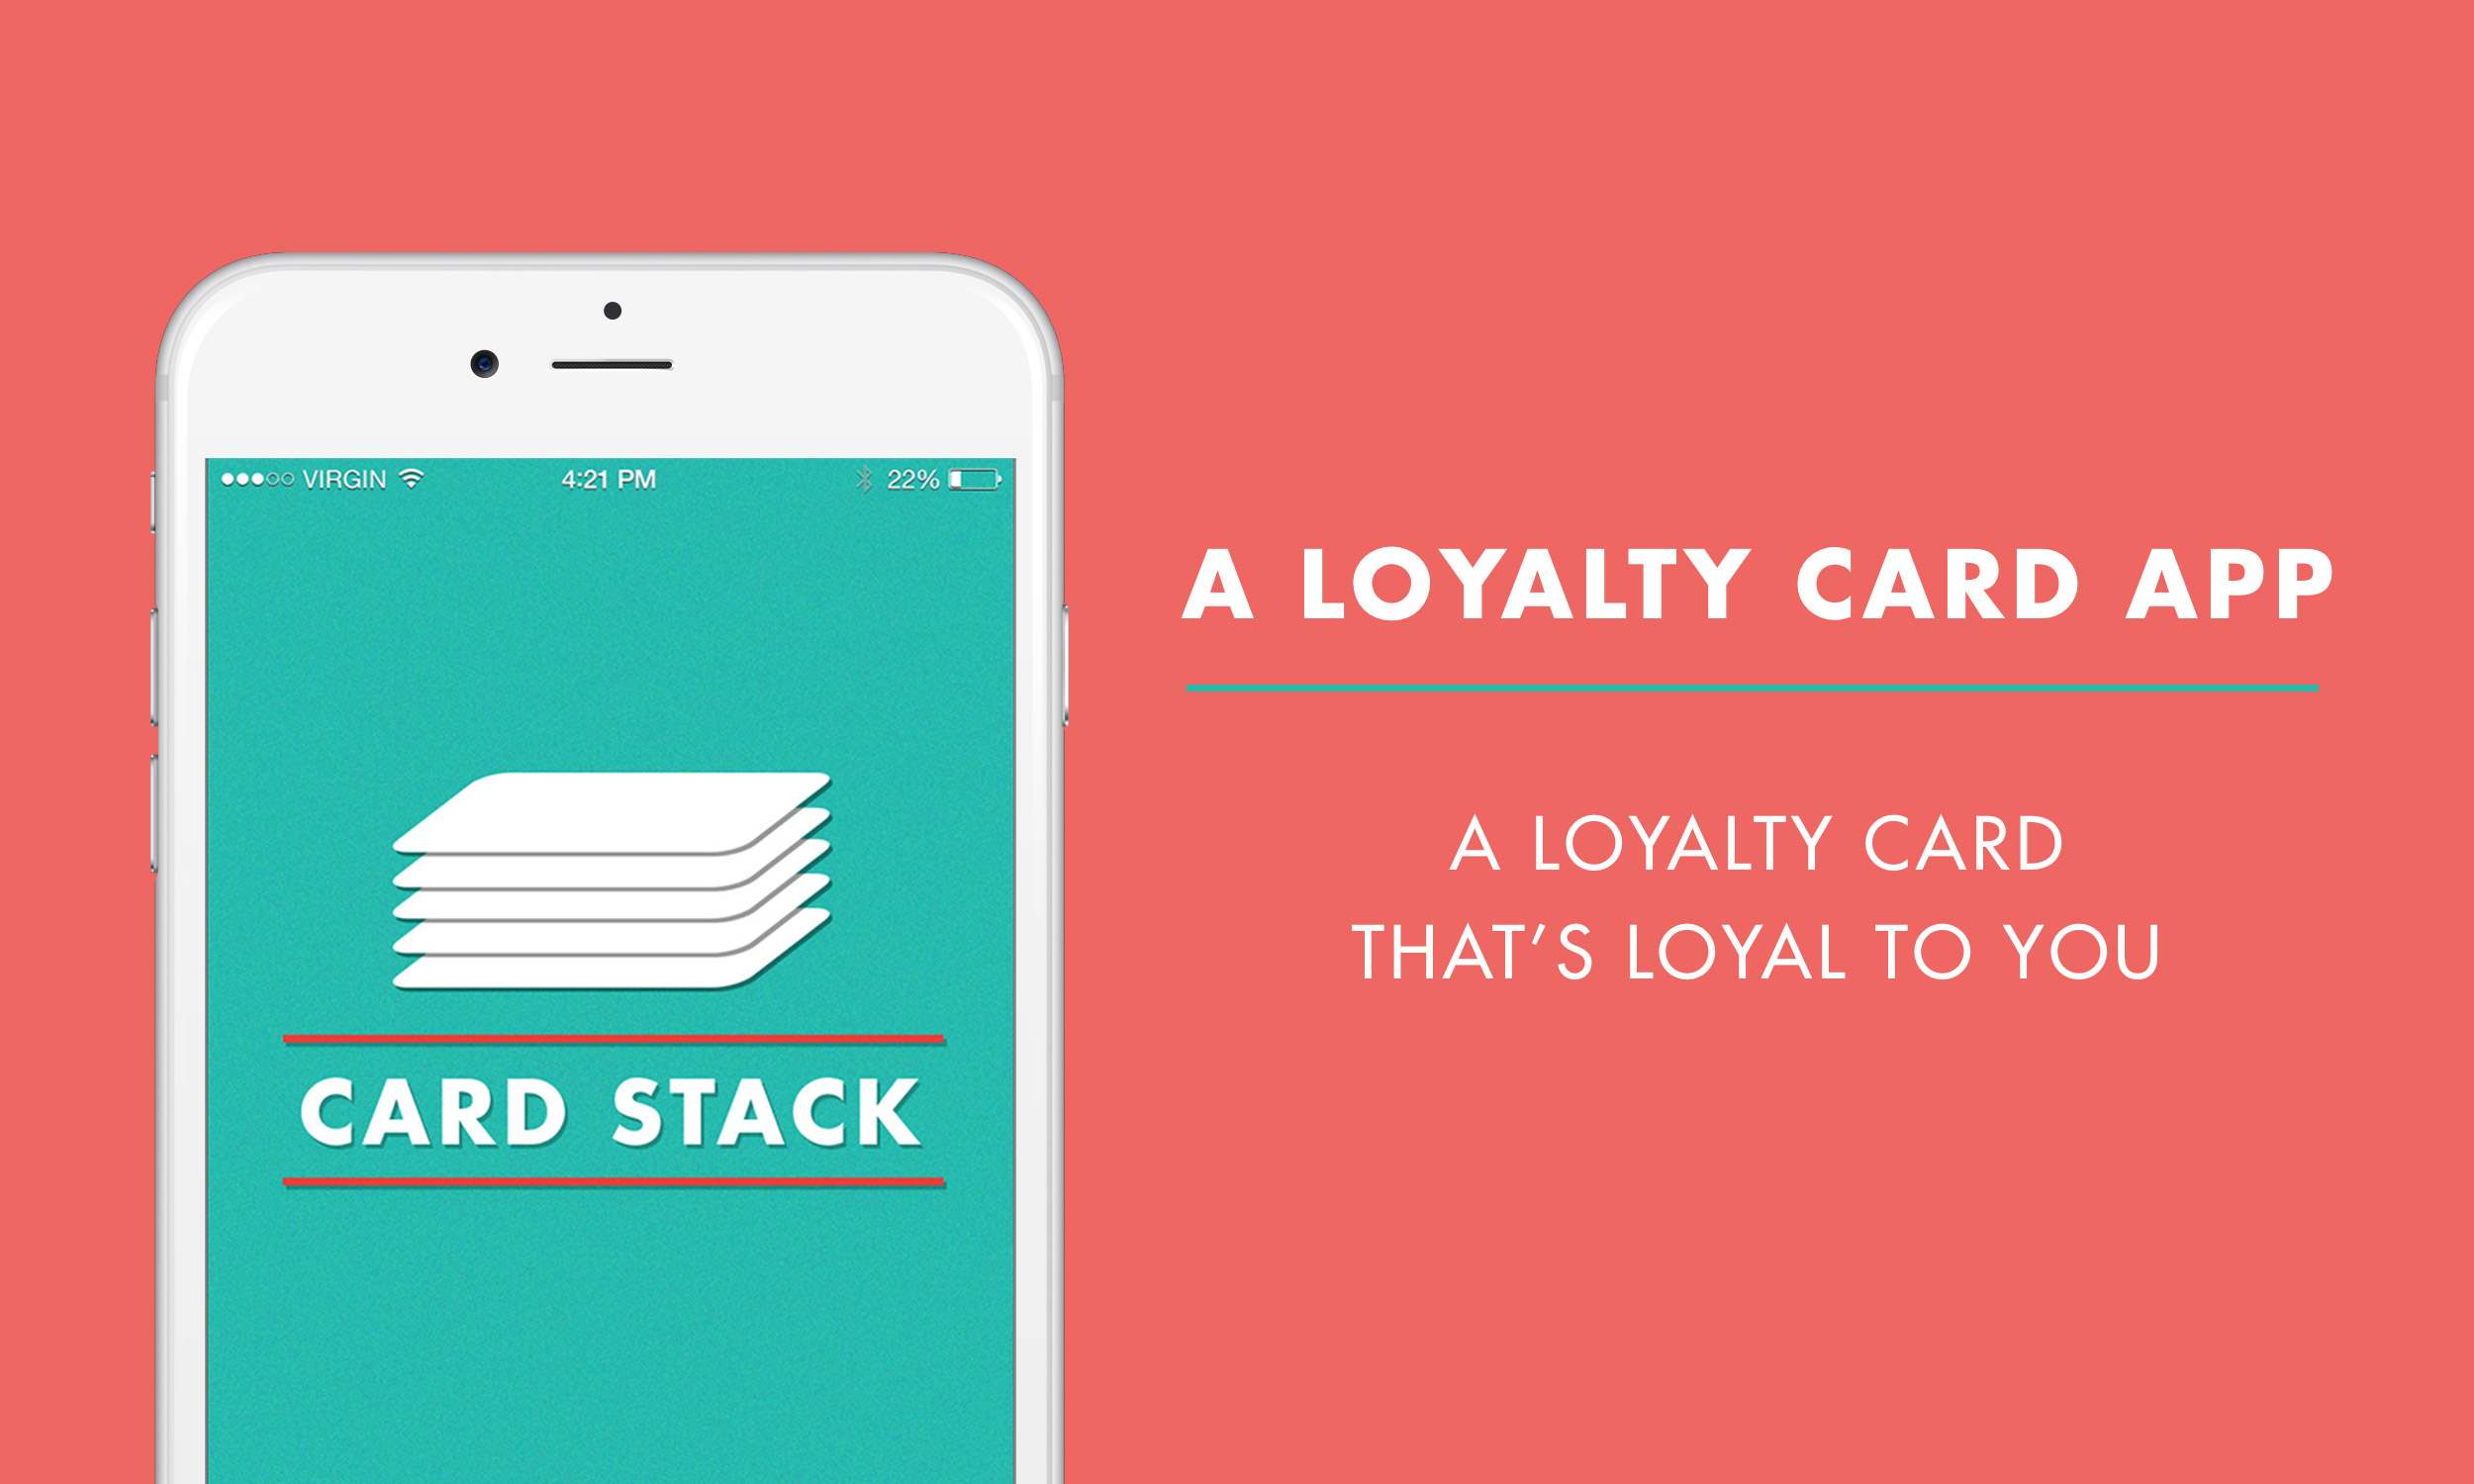 VIRGIN 4:21 PM 22%
CARD STACK
A LOYALTY CARD APP
A LOYALTY CARD
THAT'S LOYAL TO YOU